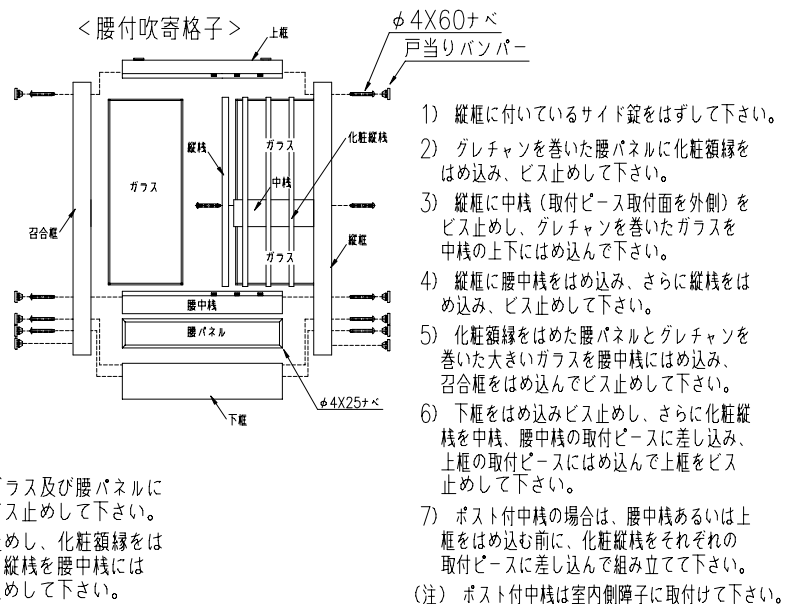 ＜腰付吹寄格子＞
上框
φ4X60ナベ
戸当りバンパー
縦桟
ガラス
化粧縦桟
ガラス
中桟
召合框
ガラス
縦框
腰中桟
腰パネル
φ4X25ナベ
下框
1) 縦框に付いているサイド錠をはずして下さい。
2) グレチャンを巻いた腰パネルに化粧額縁を
はめ込み、ビス止めして下さい。
3) 縦框に中桟（取付ピース取付面を外側）を
ビス止めし、グレチャンを巻いたガラスを
中桟の上下にはめ込んで下さい。
4) 縦框に腰中桟をはめ込み、さらに縦桟をは
め込み、ビス止めして下さい。
5) 化粧額縁をはめた腰パネルとグレチャンを
巻いた大きいガラスを腰中桟にはめ込み、
召合框をはめ込んでビス止めして下さい。
6) 下框をはめ込みビス止めし、さらに化粧縦
桟を中桟、腰中桟の取付ピースに差し込み、
上框の取付ピースにはめ込んで上框をビス
止めして下さい。
7) ポスト付中桟の場合は、腰中桟あるいは上
框をはめ込む前に、化粧縦桟をそれぞれの
取付ピースに差し込んで組み立てて下さい。
(注) ポスト付中桟は室内側障子に取付けて下さい。
ラス及び腰パネルに
ス止めして下さい。
めし、化粧額縁をは
縦桟を腰中桟には
めして下さい。